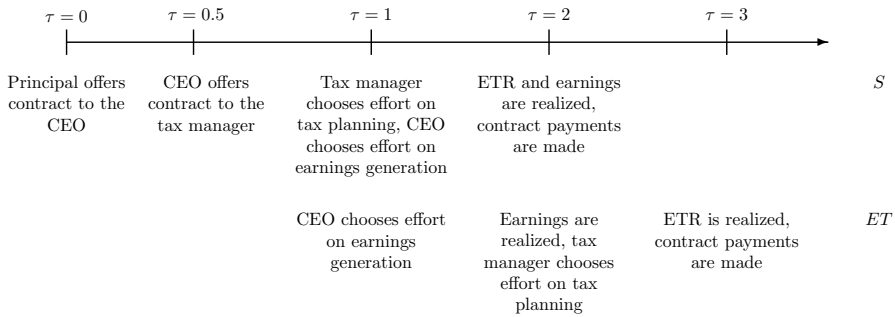 τ = 0
τ = 0.5
τ = 1
τ = 2
τ = 3
Principal offers
contract to the
CEO
CEO offers
contract to the
tax manager
Tax manager
chooses effort on
tax planning, CEO
chooses effort on
earnings generation
ETR and earnings
are realized,
contract payments
are made
S
CEO chooses effort
on earnings
generation
Earnings are
realized, tax
manager chooses
effort on tax
planning
ETR is realized,
contract payments
are made
ET